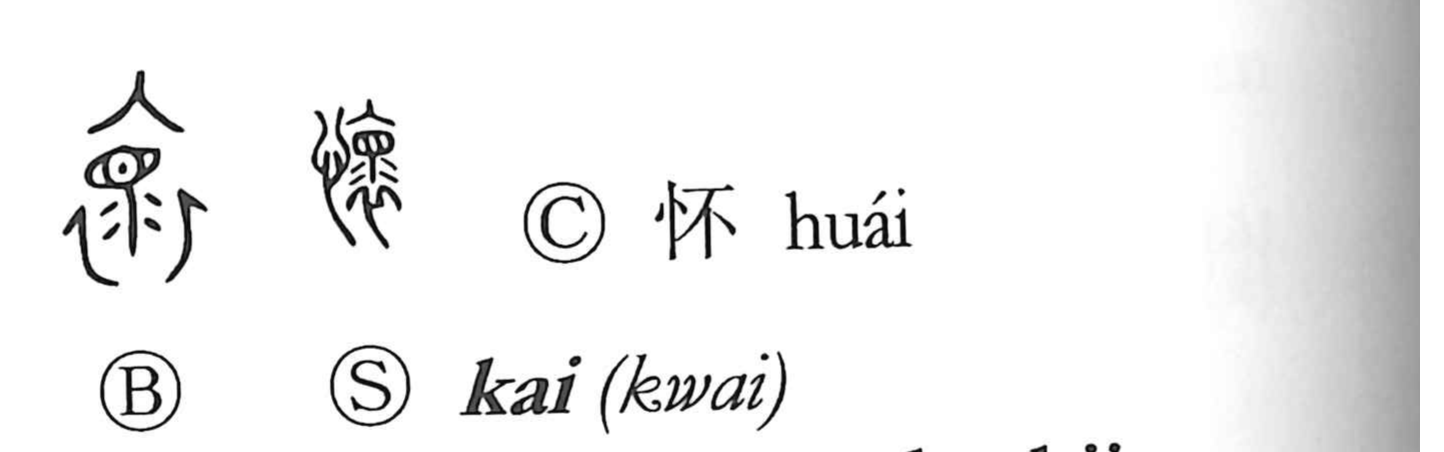 Ⓒ 怀 huái
Ⓑ Ⓢ kai (kwai)